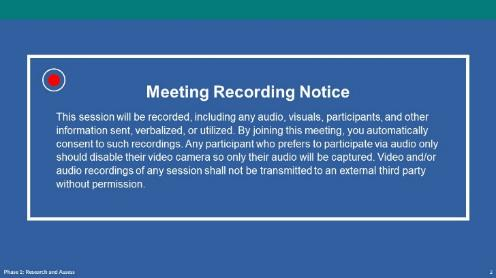 Meeting Recording Notice
This session will be recorded, including any audio, visuals, participants, and other
information sent, verbalized, or utilized. By joining this meeting, you automatically
consent to such recordings. Any participant who prefers to participate via audio only
should disable their video camera so only their audio will be captured. Video and/or
audio recordings of any session shall not be transmitted to an external third party
without permission.
Phase 1: Research and Assess
2